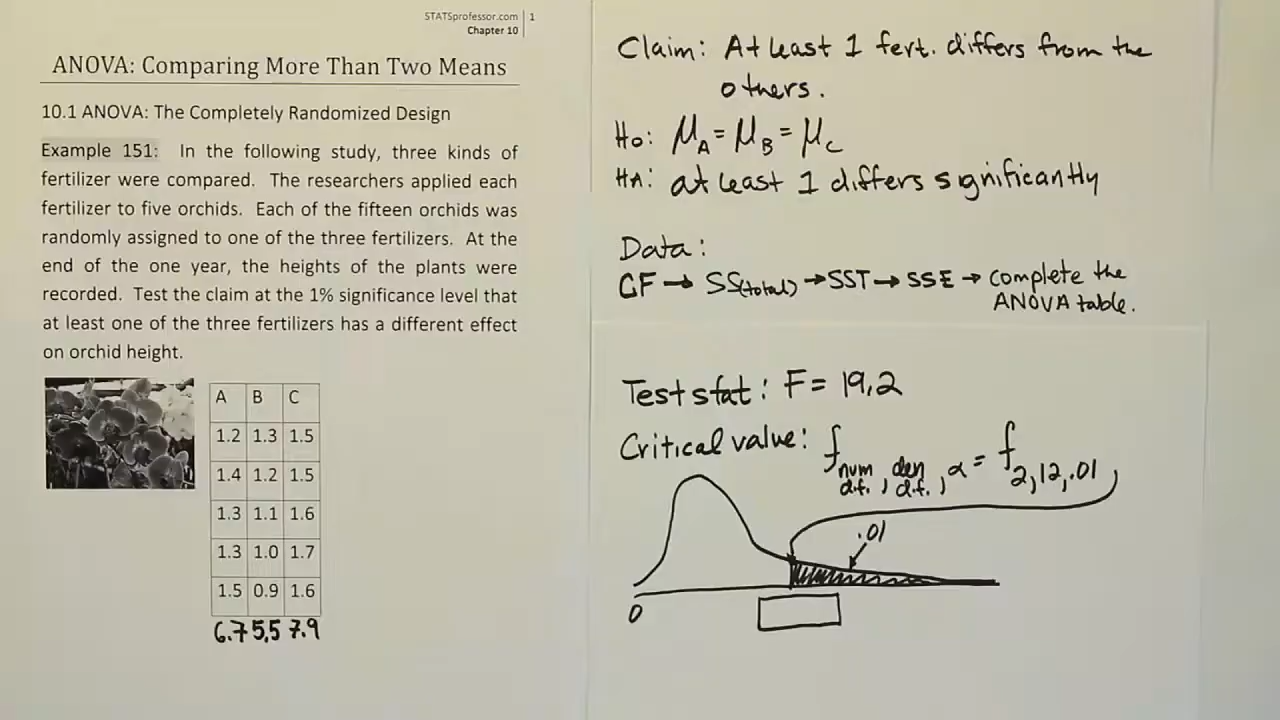 STATSprofessor.com 1
Chapter 10
ANOVA: Comparing More Than Two Means
10.1 ANOVA: The Completely Randomized Design
Example 151: In the following study, three kinds of
fertilizer were compared. The researchers applied each
fertilizer to five orchids. Each of the fifteen orchids was
randomly assigned to one of the three fertilizers. At the
end of the one year, the heights of the plants were
recorded. Test the claim at the 1% significance level that
at least one of the three fertilizers has a different effect
on orchid height.
A B C
1.2 1.3 1.5
1.4 1.2 1.5
1.3 1.1 1.6
1.3 1.0 1.7
1.5 0.9 1.6
6.7 5.5 7.9
Claim: At least 1 fert. differs from the
others.
Ho: μA = μB = μC
HA: at least 1 differs significantly
Data:
CF → SS(total) → SST → SSE → complete the
ANOVA table.
Test stat: F = 19.2
Critical value: f num d.f., den d.f., α = f 2,12,.01
.01
0